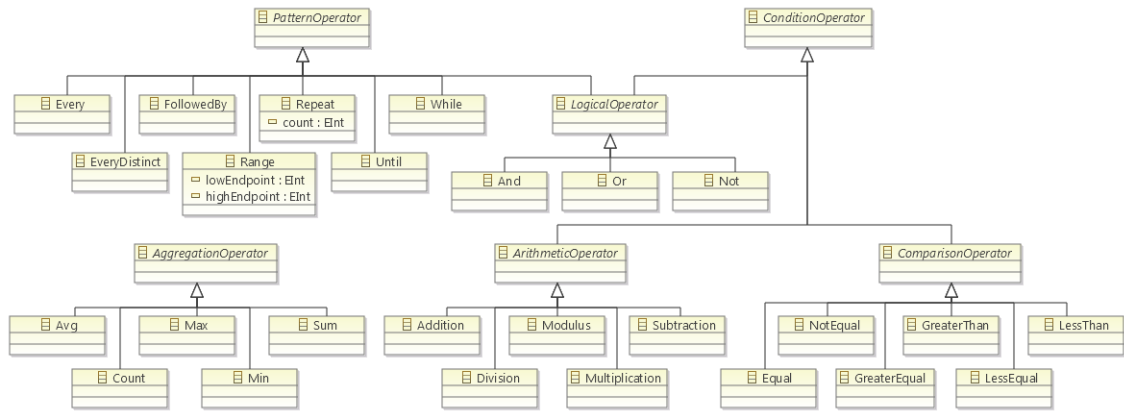 PatternOperator
ConditionOperator
Every
FollowedBy
Repeat
count : EInt
While
LogicalOperator
EveryDistinct
Range
lowEndpoint : EInt
highEndpoint : EInt
Until
And
Or
Not
AggregationOperator
ArithmeticOperator
ComparisonOperator
Avg
Max
Sum
Addition
Modulus
Subtraction
NotEqual
GreaterThan
LessThan
Count
Min
Division
Multiplication
Equal
GreaterEqual
LessEqual